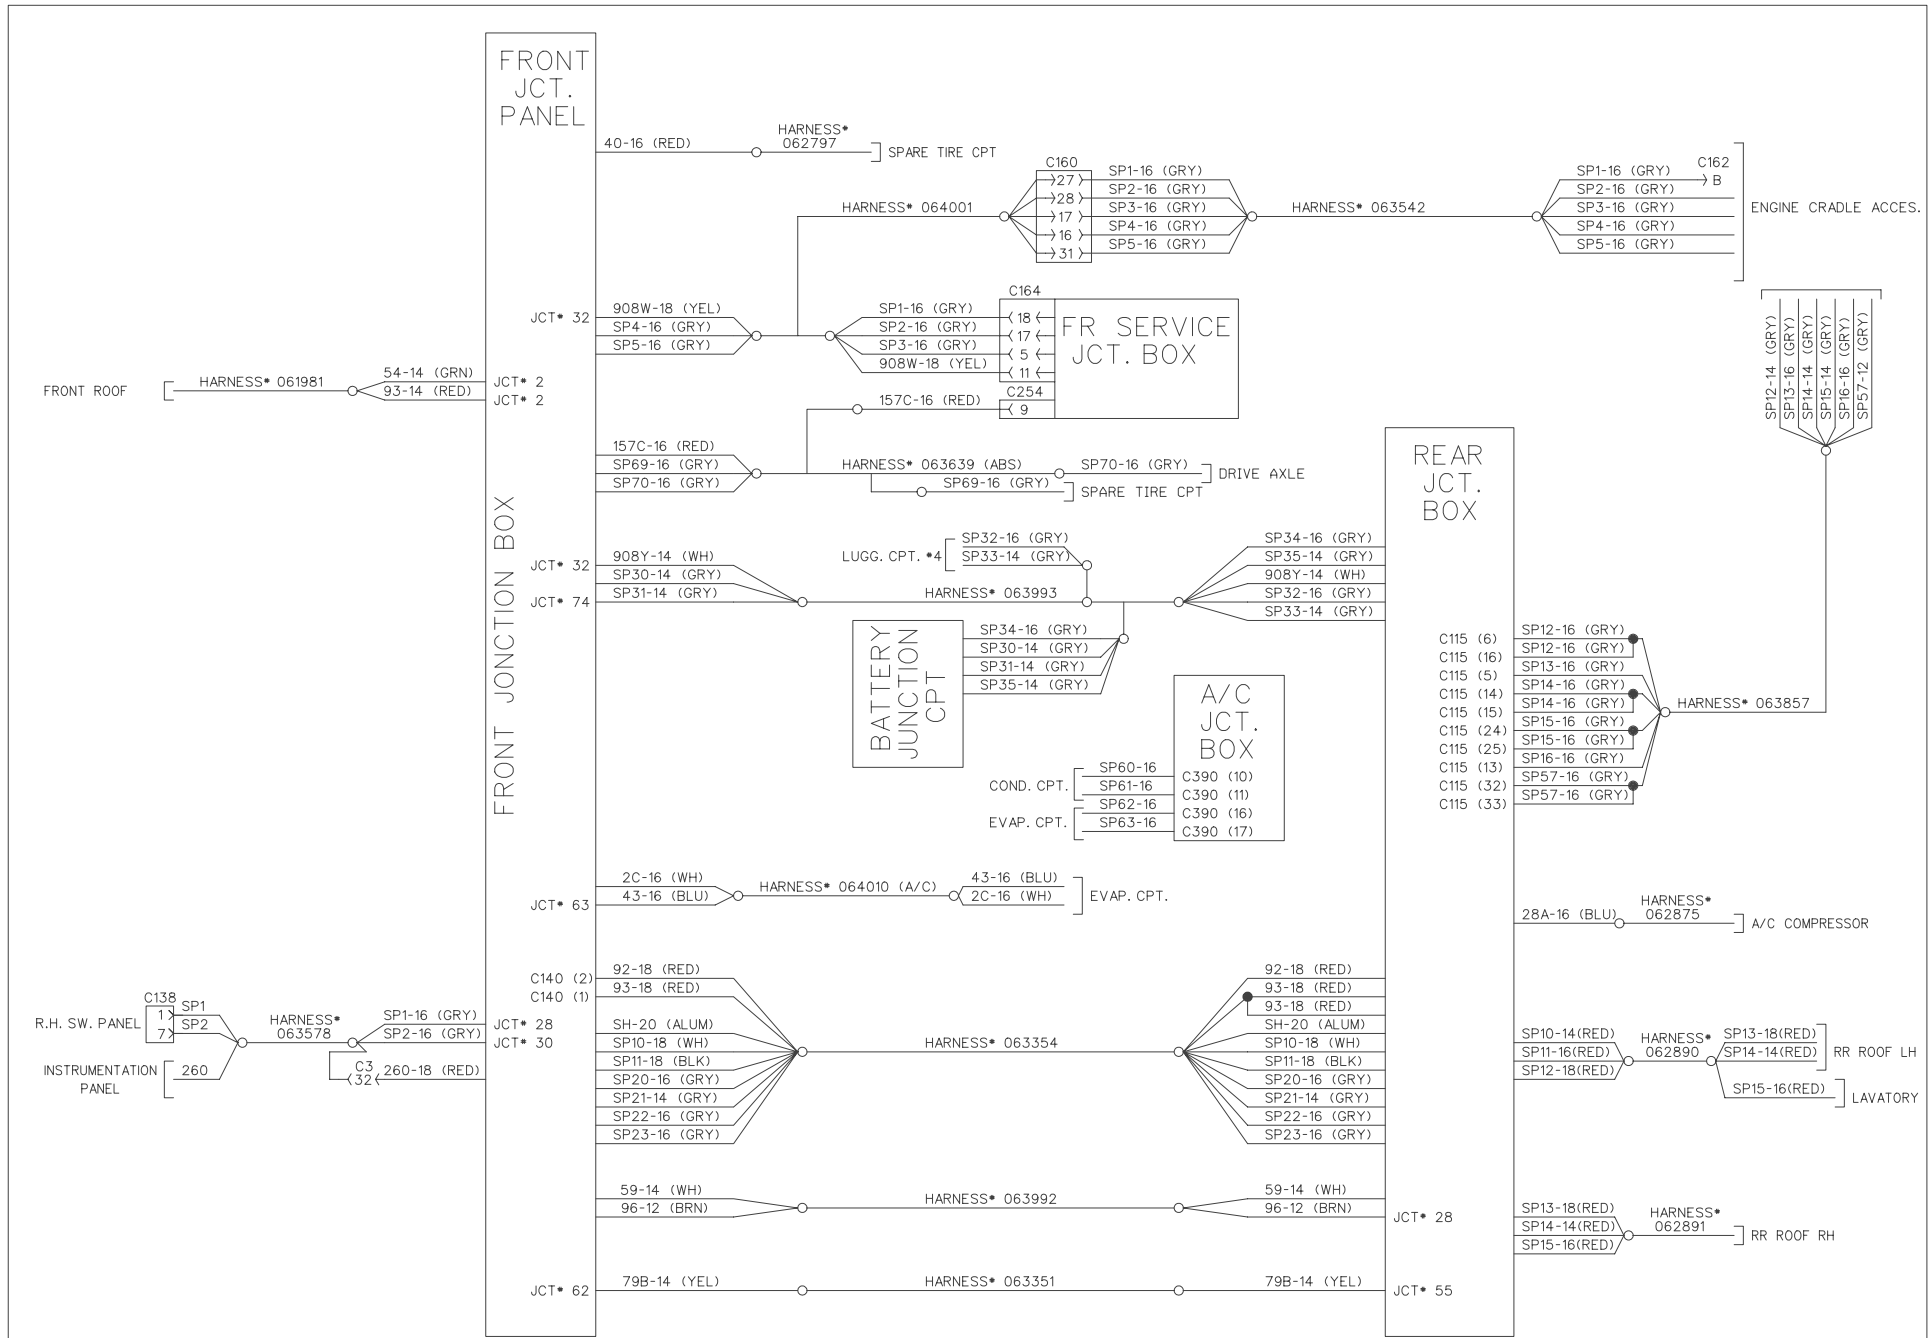 FRONT
JCT.
PANEL
FRONT JONCTION BOX
40-16 (RED)
HARNESS*
062797
SPARE TIRE CPT
C160
27
28
17
16
31
SP1-16 (GRY)
SP2-16 (GRY)
SP3-16 (GRY)
SP4-16 (GRY)
SP5-16 (GRY)
HARNESS* 064001
HARNESS* 063542
SP1-16 (GRY)
SP2-16 (GRY)
SP3-16 (GRY)
SP4-16 (GRY)
SP5-16 (GRY)
C162
B
ENGINE CRADLE ACCES.
JCT* 32
908W-18 (YEL)
SP4-16 (GRY)
SP5-16 (GRY)
SP1-16 (GRY)
SP2-16 (GRY)
SP3-16 (GRY)
908W-18 (YEL)
C164
18
17
5
11
FR SERVICE
JCT. BOX
C254
9
157C-16 (RED)
FRONT ROOF
HARNESS* 061981
54-14 (GRN)
93-14 (RED)
JCT* 2
JCT* 2
157C-16 (RED)
SP69-16 (GRY)
SP70-16 (GRY)
HARNESS* 063639 (ABS)
SP70-16 (GRY)
DRIVE AXLE
SP69-16 (GRY)
SPARE TIRE CPT
SP12-14 (GRY)
SP13-16 (GRY)
SP14-14 (GRY)
SP15-14 (GRY)
SP16-16 (GRY)
SP57-12 (GRY)
REAR
JCT.
BOX
JCT* 32
JCT* 74
908Y-14 (WH)
SP30-14 (GRY)
SP31-14 (GRY)
LUGG. CPT. *4
SP32-16 (GRY)
SP33-14 (GRY)
HARNESS* 063993
SP34-16 (GRY)
SP35-14 (GRY)
908Y-14 (WH)
SP32-16 (GRY)
SP33-14 (GRY)
BATTERY
JUNCTION
CPT
SP34-16 (GRY)
SP30-14 (GRY)
SP31-14 (GRY)
SP35-14 (GRY)
C115 (6)
C115 (16)
C115 (5)
C115 (14)
C115 (15)
C115 (24)
C115 (25)
C115 (13)
C115 (32)
C115 (33)
SP12-16 (GRY)
SP12-16 (GRY)
SP13-16 (GRY)
SP14-16 (GRY)
SP14-16 (GRY)
SP15-16 (GRY)
SP15-16 (GRY)
SP16-16 (GRY)
SP57-16 (GRY)
SP57-16 (GRY)
HARNESS* 063857
A/C
JCT.
BOX
COND. CPT.
EVAP. CPT.
SP60-16
SP61-16
SP62-16
SP63-16
C390 (10)
C390 (11)
C390 (16)
C390 (17)
JCT* 63
2C-16 (WH)
43-16 (BLU)
HARNESS* 064010 (A/C)
43-16 (BLU)
2C-16 (WH)
EVAP. CPT.
28A-16 (BLU)
HARNESS*
062875
A/C COMPRESSOR
C140 (2)
C140 (1)
92-18 (RED)
93-18 (RED)
SH-20 (ALUM)
SP10-18 (WH)
SP11-18 (BLK)
SP20-16 (GRY)
SP21-14 (GRY)
SP22-16 (GRY)
SP23-16 (GRY)
HARNESS* 063354
92-18 (RED)
93-18 (RED)
93-18 (RED)
SH-20 (ALUM)
SP10-18 (WH)
SP11-18 (BLK)
SP20-16 (GRY)
SP21-14 (GRY)
SP22-16 (GRY)
SP23-16 (GRY)
R.H. SW. PANEL
C138
1
7
SP1
SP2
INSTRUMENTATION
PANEL
260
HARNESS*
063578
SP1-16 (GRY)
SP2-16 (GRY)
JCT* 28
JCT* 30
C3
32
260-18 (RED)
SP10-14(RED)
SP11-16(RED)
SP12-18(RED)
HARNESS*
062890
SP13-18(RED)
SP14-14(RED)
RR ROOF LH
SP15-16(RED)
LAVATORY
59-14 (WH)
96-12 (BRN)
HARNESS* 063992
59-14 (WH)
96-12 (BRN)
JCT* 28
SP13-18(RED)
SP14-14(RED)
SP15-16(RED)
HARNESS*
062891
RR ROOF RH
JCT* 62
79B-14 (YEL)
HARNESS* 063351
79B-14 (YEL)
JCT* 55